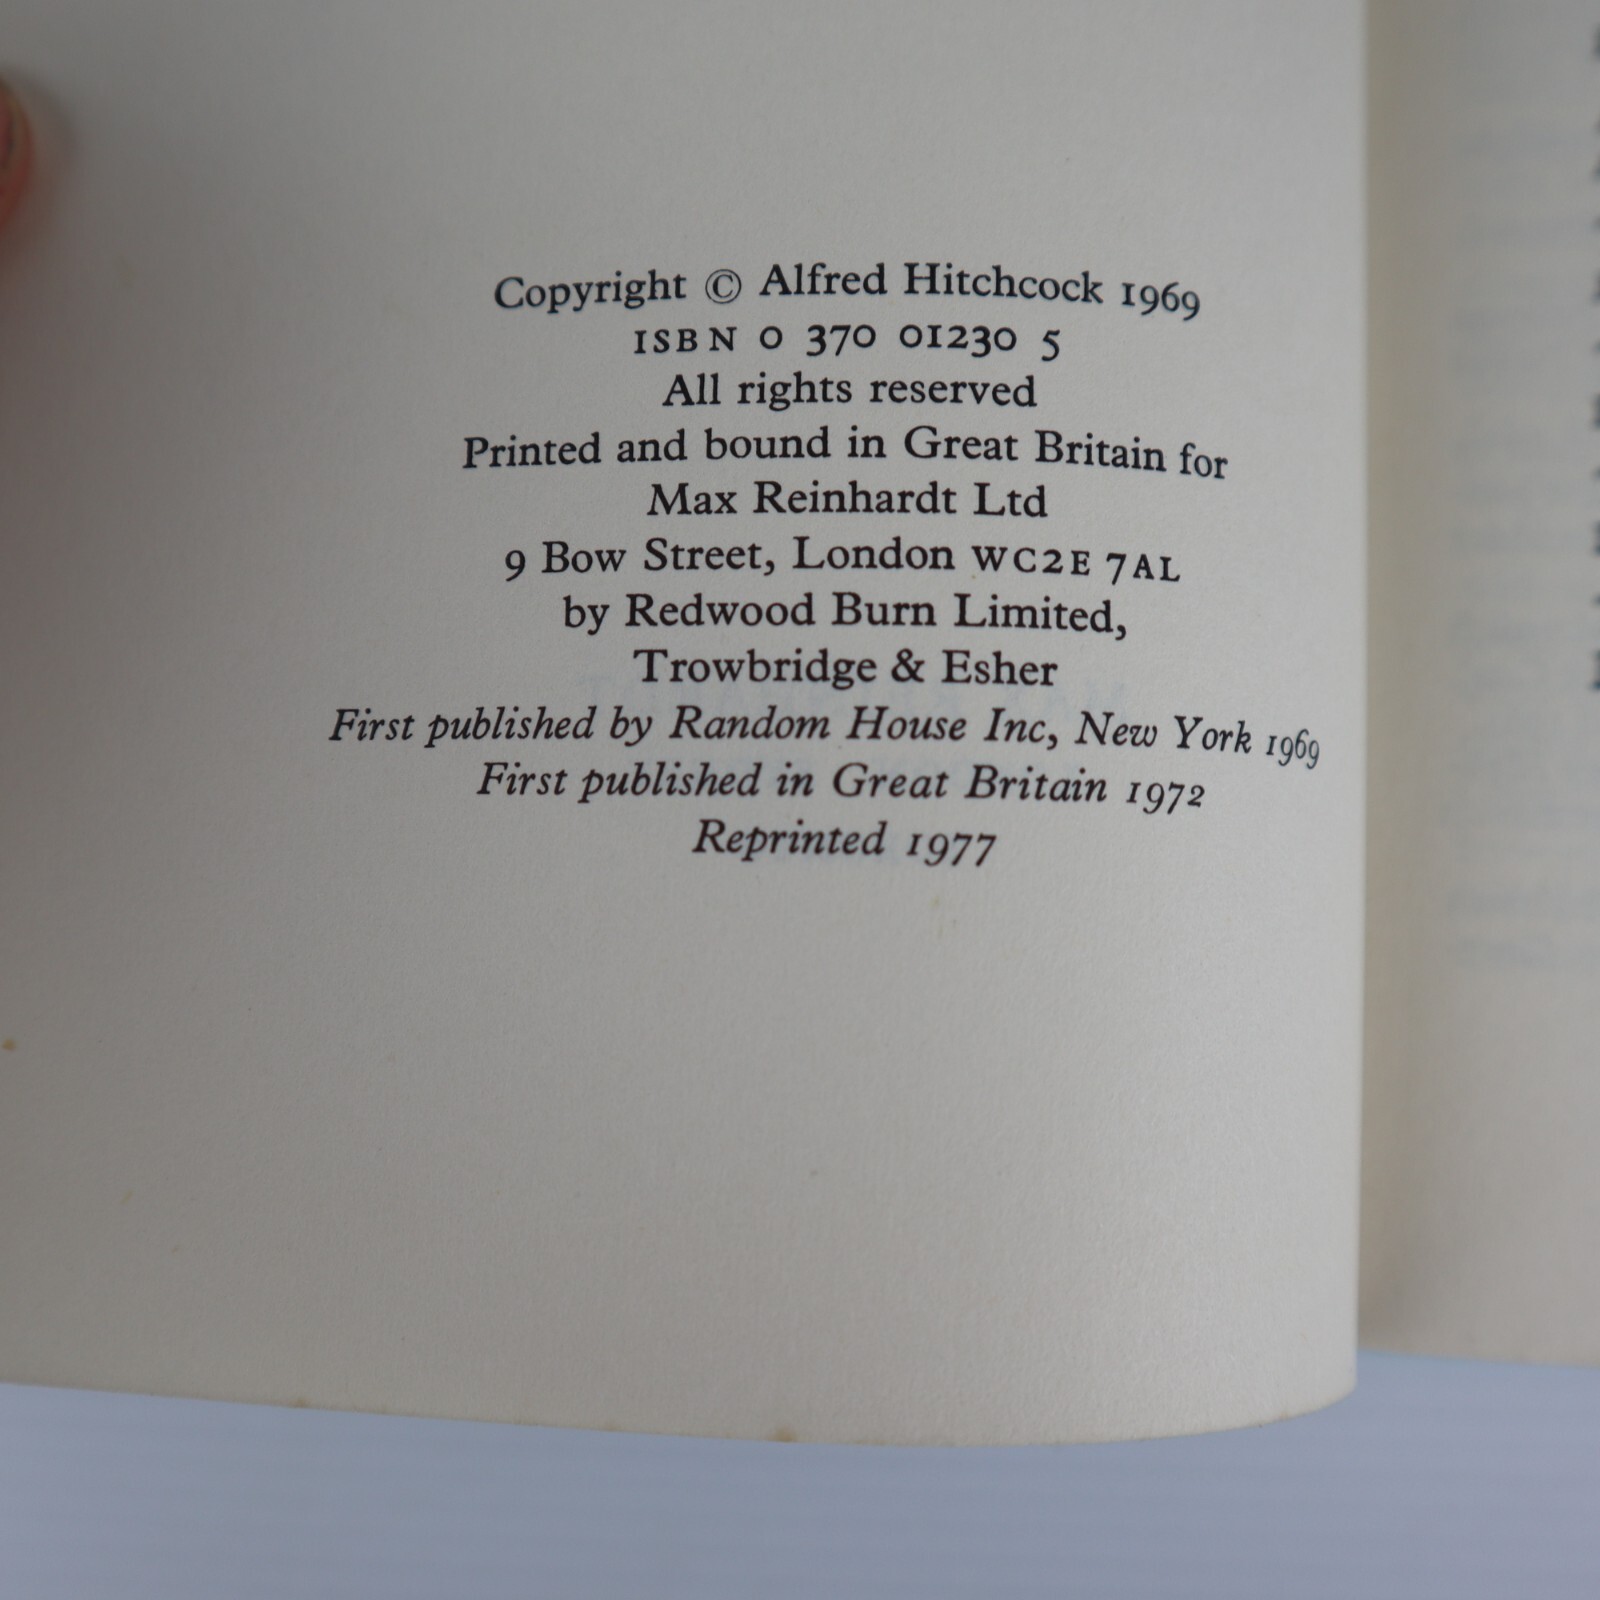 Copyright © Alfred Hitchcock 1969
ISBN 0 370 01230 5
All rights reserved
Printed and bound in Great Britain for
Max Reinhardt Ltd
9 Bow Street, London WC2E 7AL
by Redwood Burn Limited,
Trowbridge & Esher
First published by Random House Inc, New York 1969
First published in Great Britain 1972
Reprinted 1977